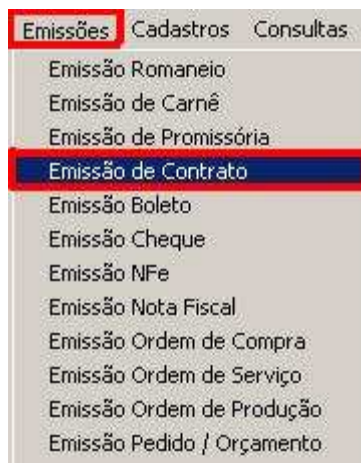 Emissões Cadastros Consultas
Emissão Romaneio
Emissão de Carnê
Emissão de Promissória
Emissão de Contrato
Emissão Boleto
Emissão Cheque
Emissão NFe
Emissão Nota Fiscal
Emissão Ordem de Compra
Emissão Ordem de Serviço
Emissão Ordem de Produção
Emissão Pedido / Orçamento